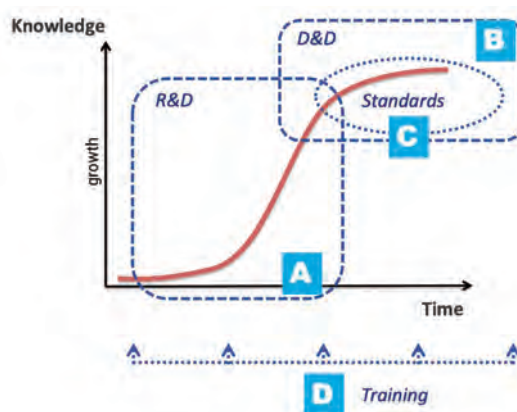 Knowledge
D&D
B
R&D
Standards
C
growth
A
Time
D
Training